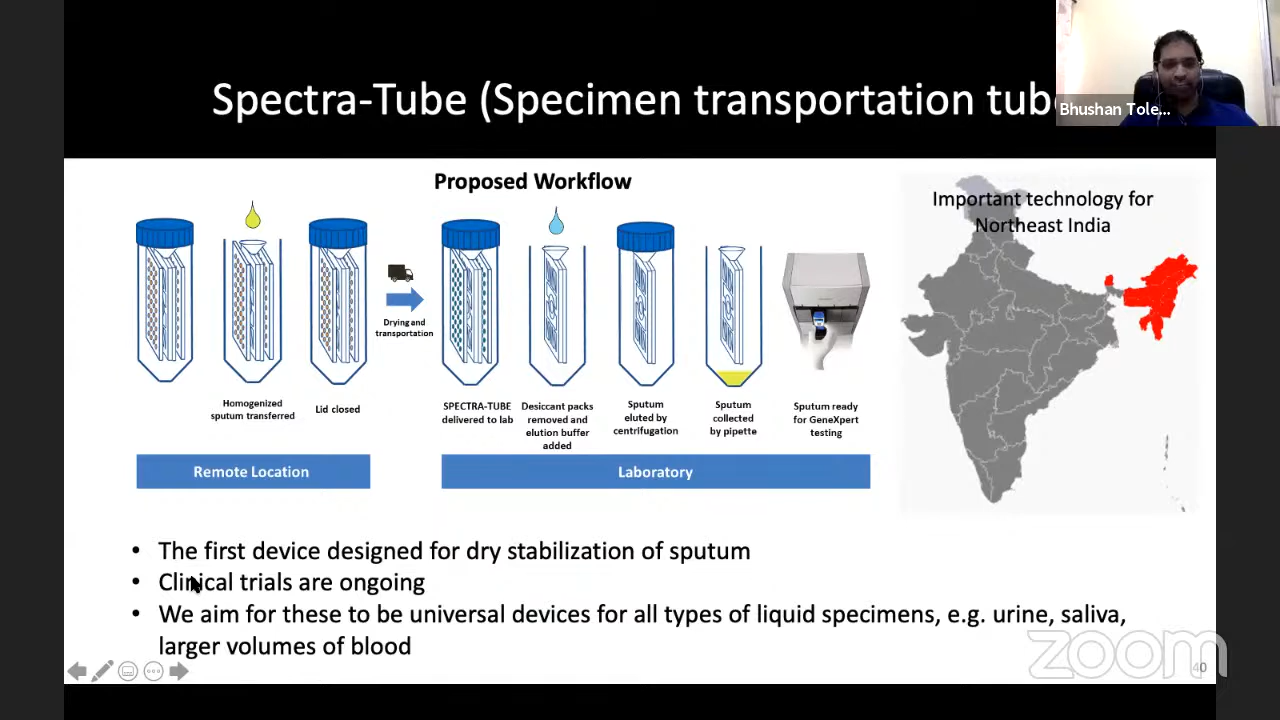 Spectra-Tube (Specimen transportation tub
Bhushan Tole...
Proposed Workflow
Important technology for
Northeast India
Drying and
transportation
Homogenized
sputum transferred
Lid closed
SPECTRA-TUBE
delivered to lab
Desiccant packs
removed and
elution buffer
added
Sputum
eluted by
centrifugation
Sputum
collected
by pipette
Sputum ready
for GeneXpert
testing
Remote Location
Laboratory
• The first device designed for dry stabilization of sputum
• Clinical trials are ongoing
• We aim for these to be universal devices for all types of liquid specimens, e.g. urine, saliva,
larger volumes of blood
zoom
40